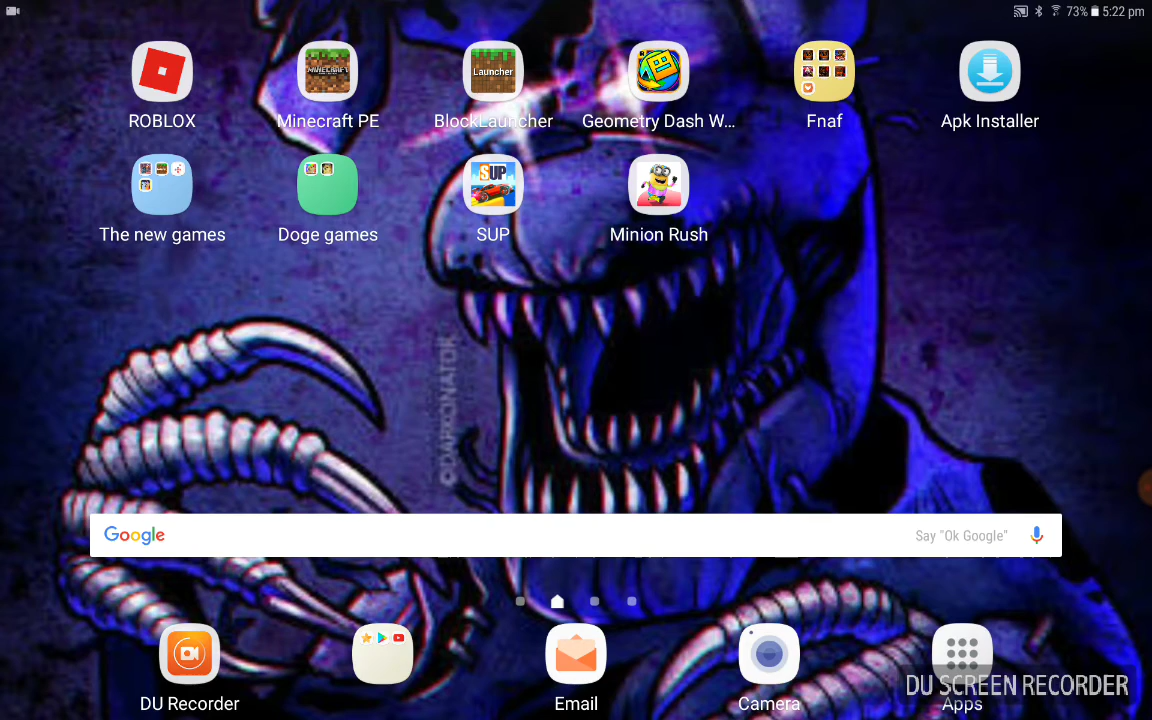 73% 5:22 pm
ROBLOX
Minecraft PE
BlockLauncher
Geometry Dash W...
Fnaf
Apk Installer
MINECRAFT
Launcher
The new games
Doge games
SUP
SUP
Minion Rush
Google
Say "Ok Google"
DU Recorder
Email
Camera
Apps
DU SCREEN RECORDER